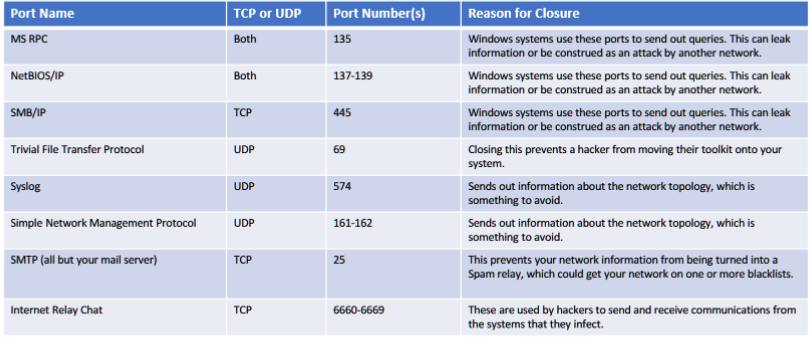 Port Name TCP or UDP Port Number(s) Reason for Closure
MS RPC Both 135 Windows systems use these ports to send out queries. This can leak
information or be construed as an attack by another network.
NetBIOS/IP Both 137-139 Windows systems use these ports to send out queries. This can leak
information or be construed as an attack by another network.
SMB/IP TCP 445 Windows systems use these ports to send out queries. This can leak
information or be construed as an attack by another network.
Trivial File Transfer Protocol UDP 69 Closing this prevents a hacker from moving their toolkit onto your
system.
Syslog UDP 574 Sends out information about the network topology, which is
something to avoid.
Simple Network Management Protocol UDP 161-162 Sends out information about the network topology, which is
something to avoid.
SMTP (all but your mail server) TCP 25 This prevents your network information from being turned into a
Spam relay, which could get your network on one or more blacklists.
Internet Relay Chat TCP 6660-6669 These are used by hackers to send and receive communications from
the systems that they infect.